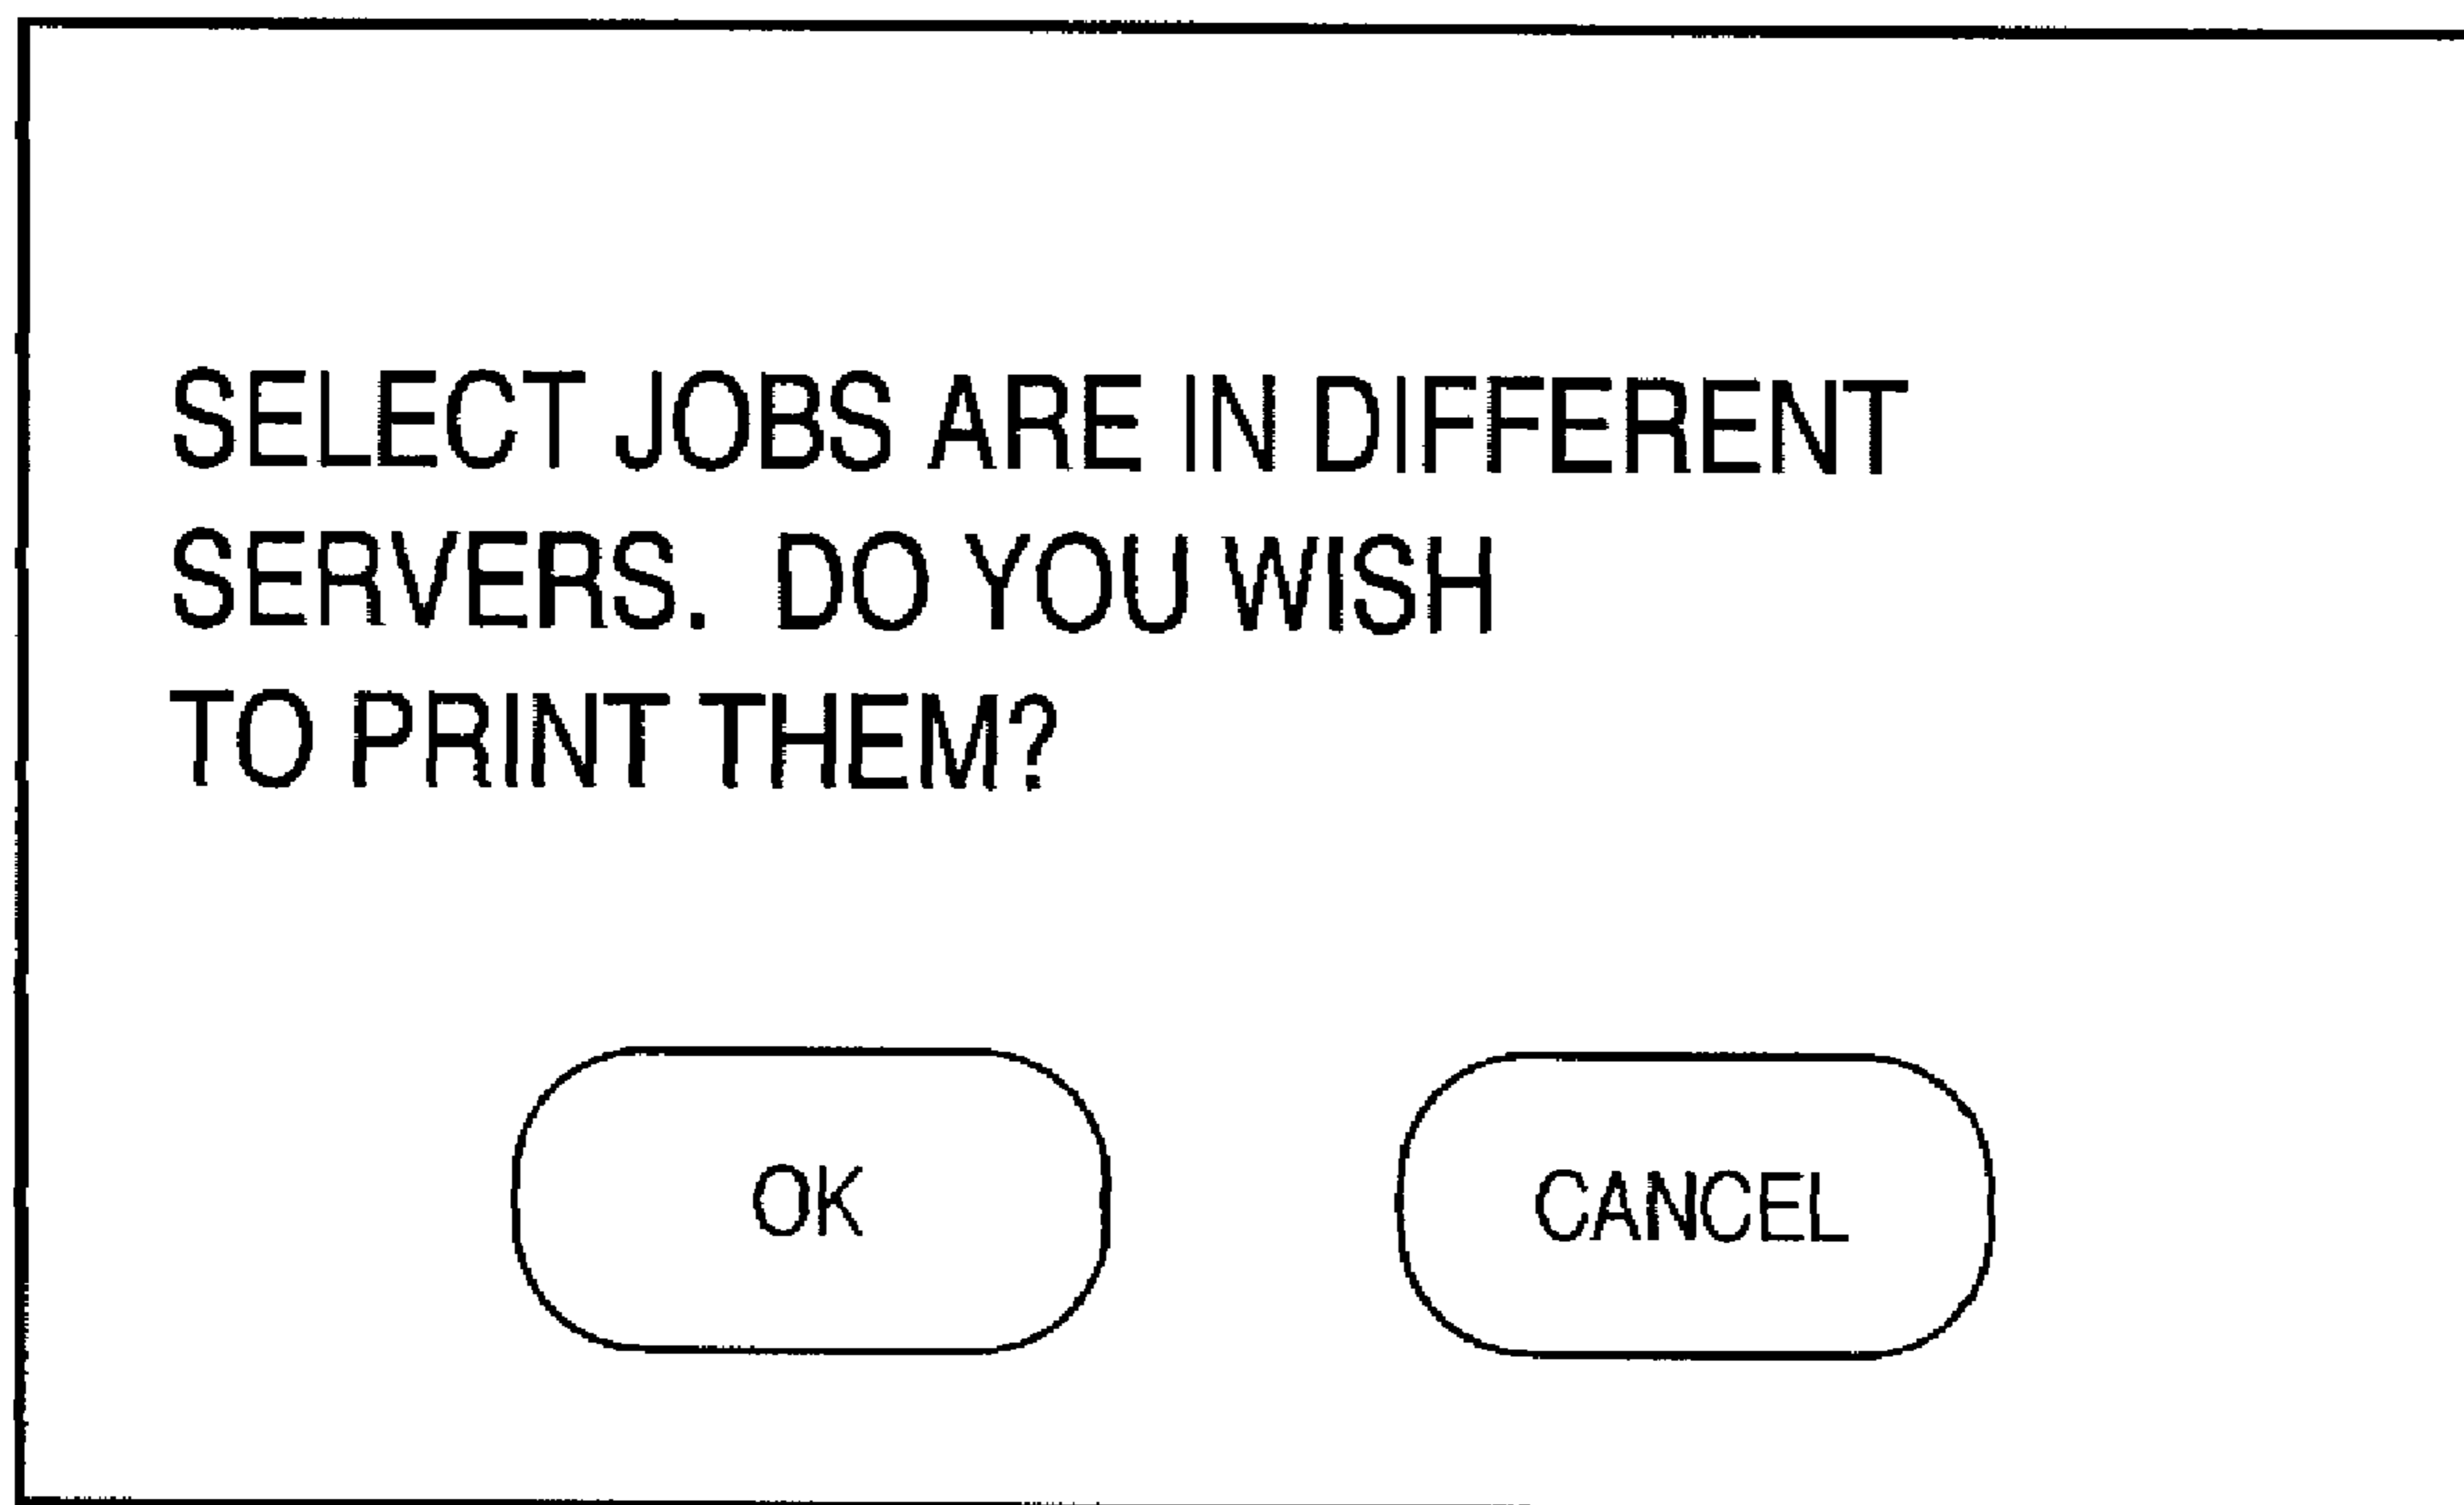 SELECT JOBS ARE IN DIFFERENT
SERVERS. DO YOU WISH
TO PRINT THEM?
OK
CANCEL